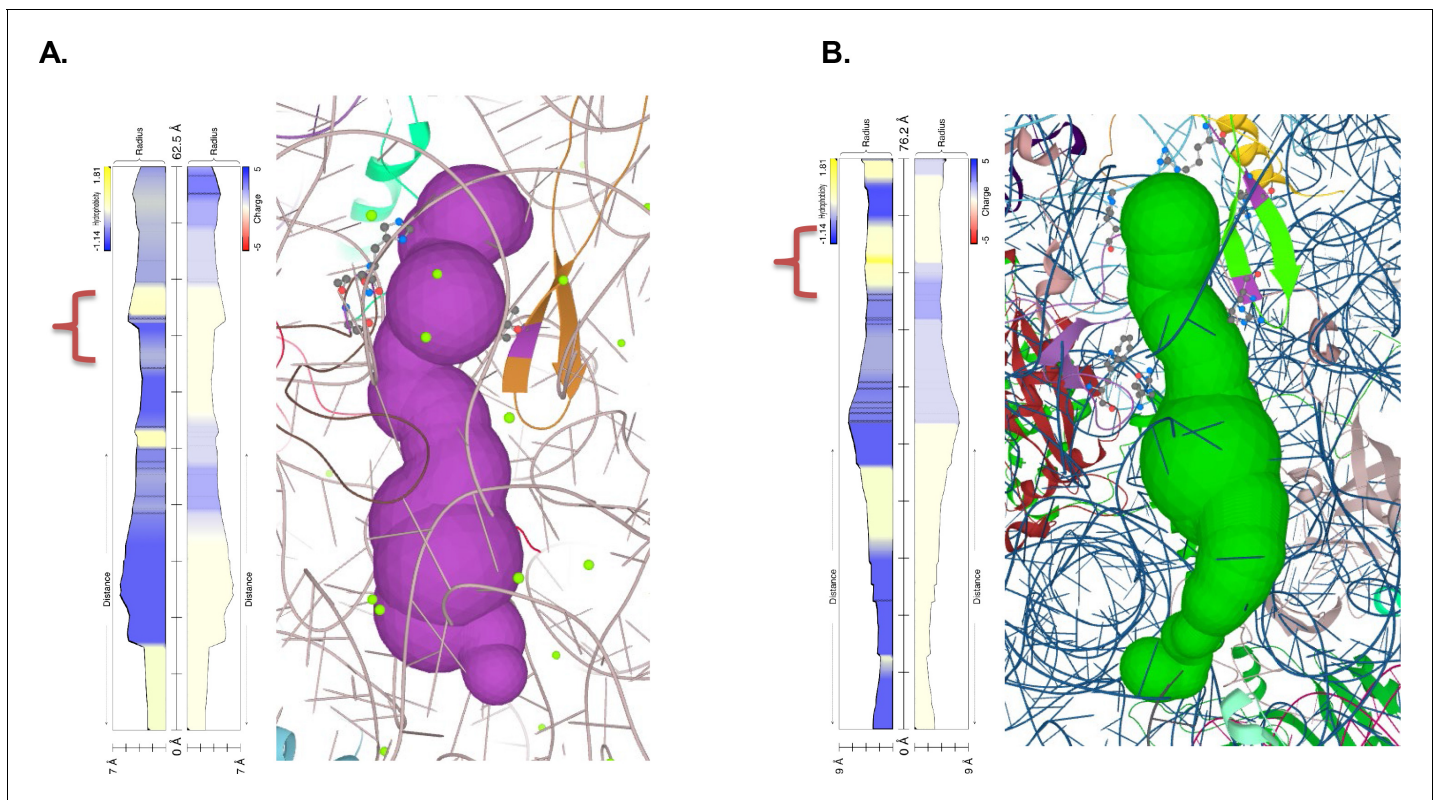 A.
Radius
62.5 Å
Radius
1.81
Hydrophobicity
-1.14
5
Charge
-5
Distance
Distance
7 Å
0 Å
7 Å
B.
Radius
76.2 Å
Radius
1.81
Hydrophobicity
-1.14
5
Charge
-5
Distance
Distance
9 Å
0 Å
9 Å